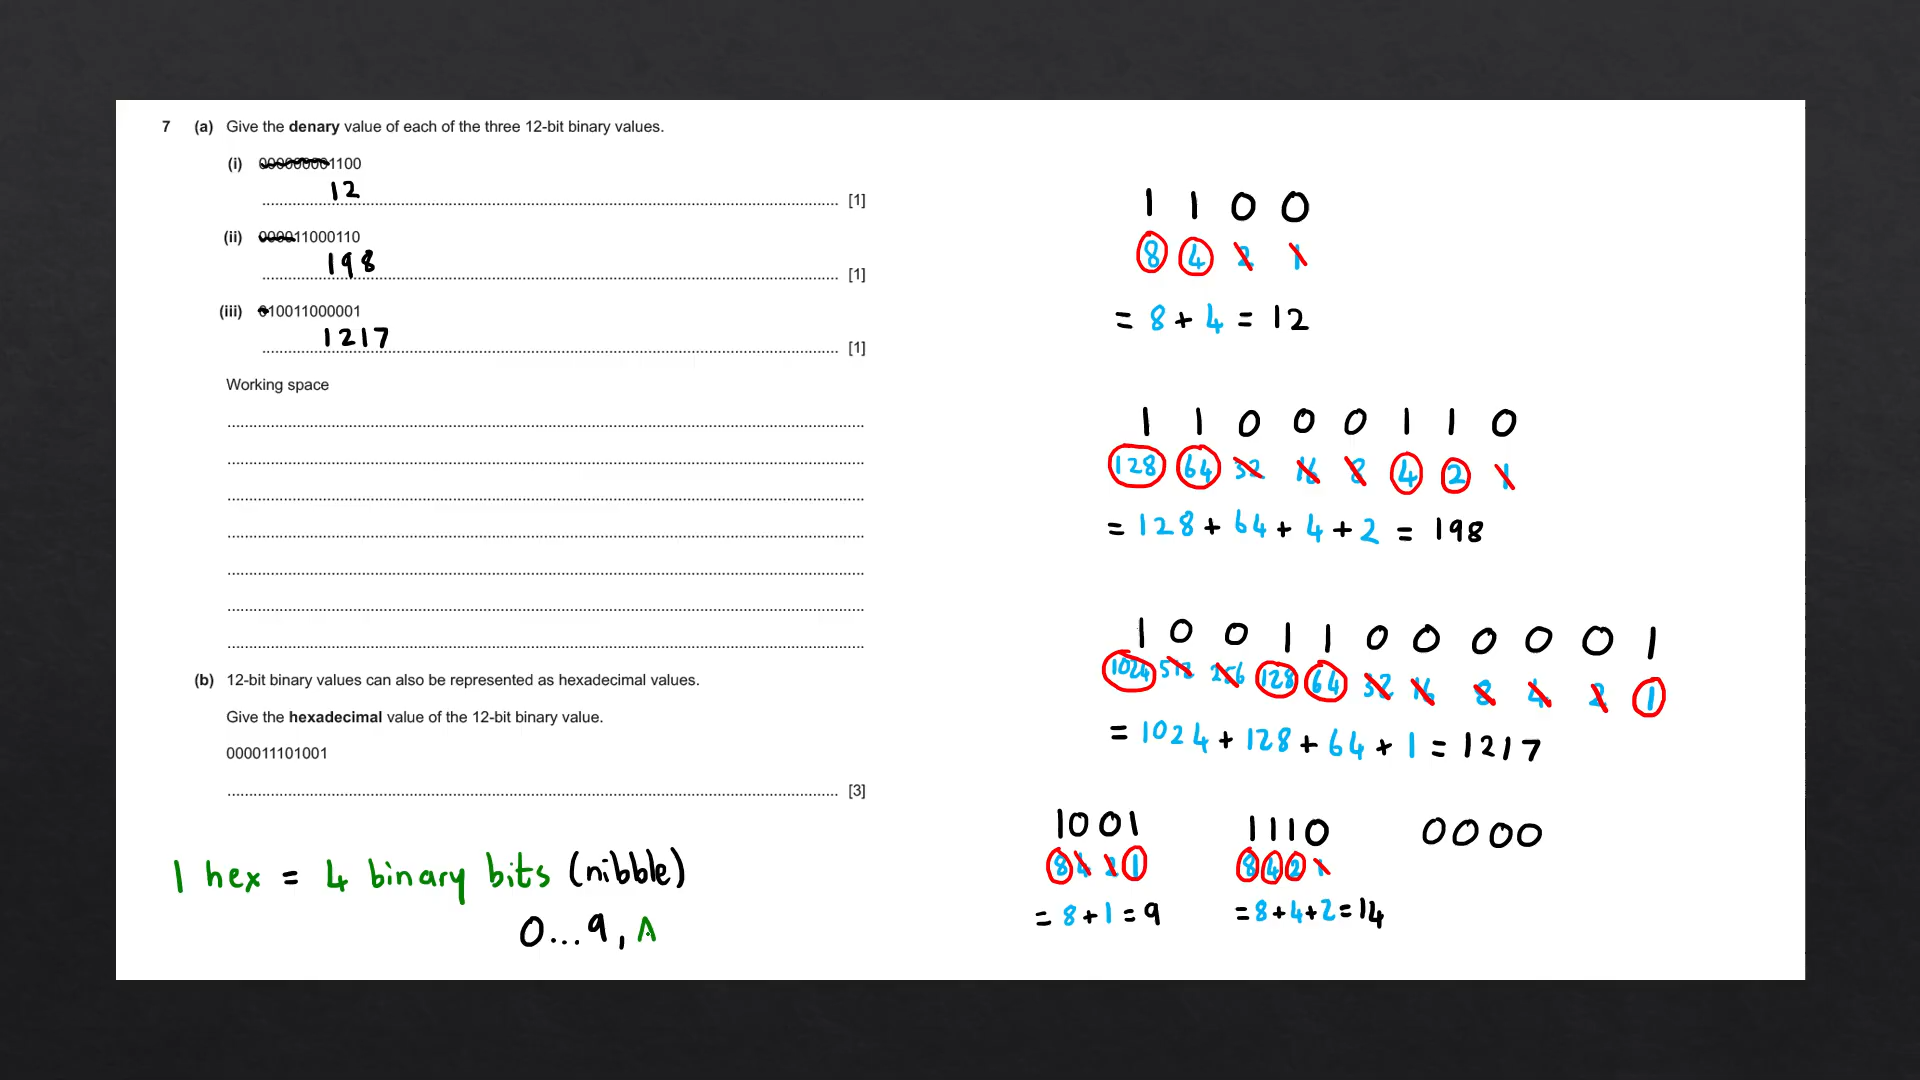 7 (a) Give the denary value of each of the three 12-bit binary values.
(i) 000000001100
12
[1]
(ii) 000011000110
198
[1]
(iii) 010011000001
1217
[1]
Working space
(b) 12-bit binary values can also be represented as hexadecimal values.
Give the hexadecimal value of the 12-bit binary value.
000011101001
[3]
1 hex = 4 binary bits (nibble)
0...9, A
1 1 0 0
8 4 2 1
= 8 + 4 = 12
1 1 0 0 0 1 1 0
128 64 32 16 8 4 2 1
= 128 + 64 + 4 + 2 = 198
1 0 0 1 1 0 0 0 0 0 1
1024 512 256 128 64 32 16 8 4 2 1
= 1024 + 128 + 64 + 1 = 1217
1001 1110 0000
8 4 2 1 8 4 2 1
= 8 + 1 = 9 = 8 + 4 + 2 = 14